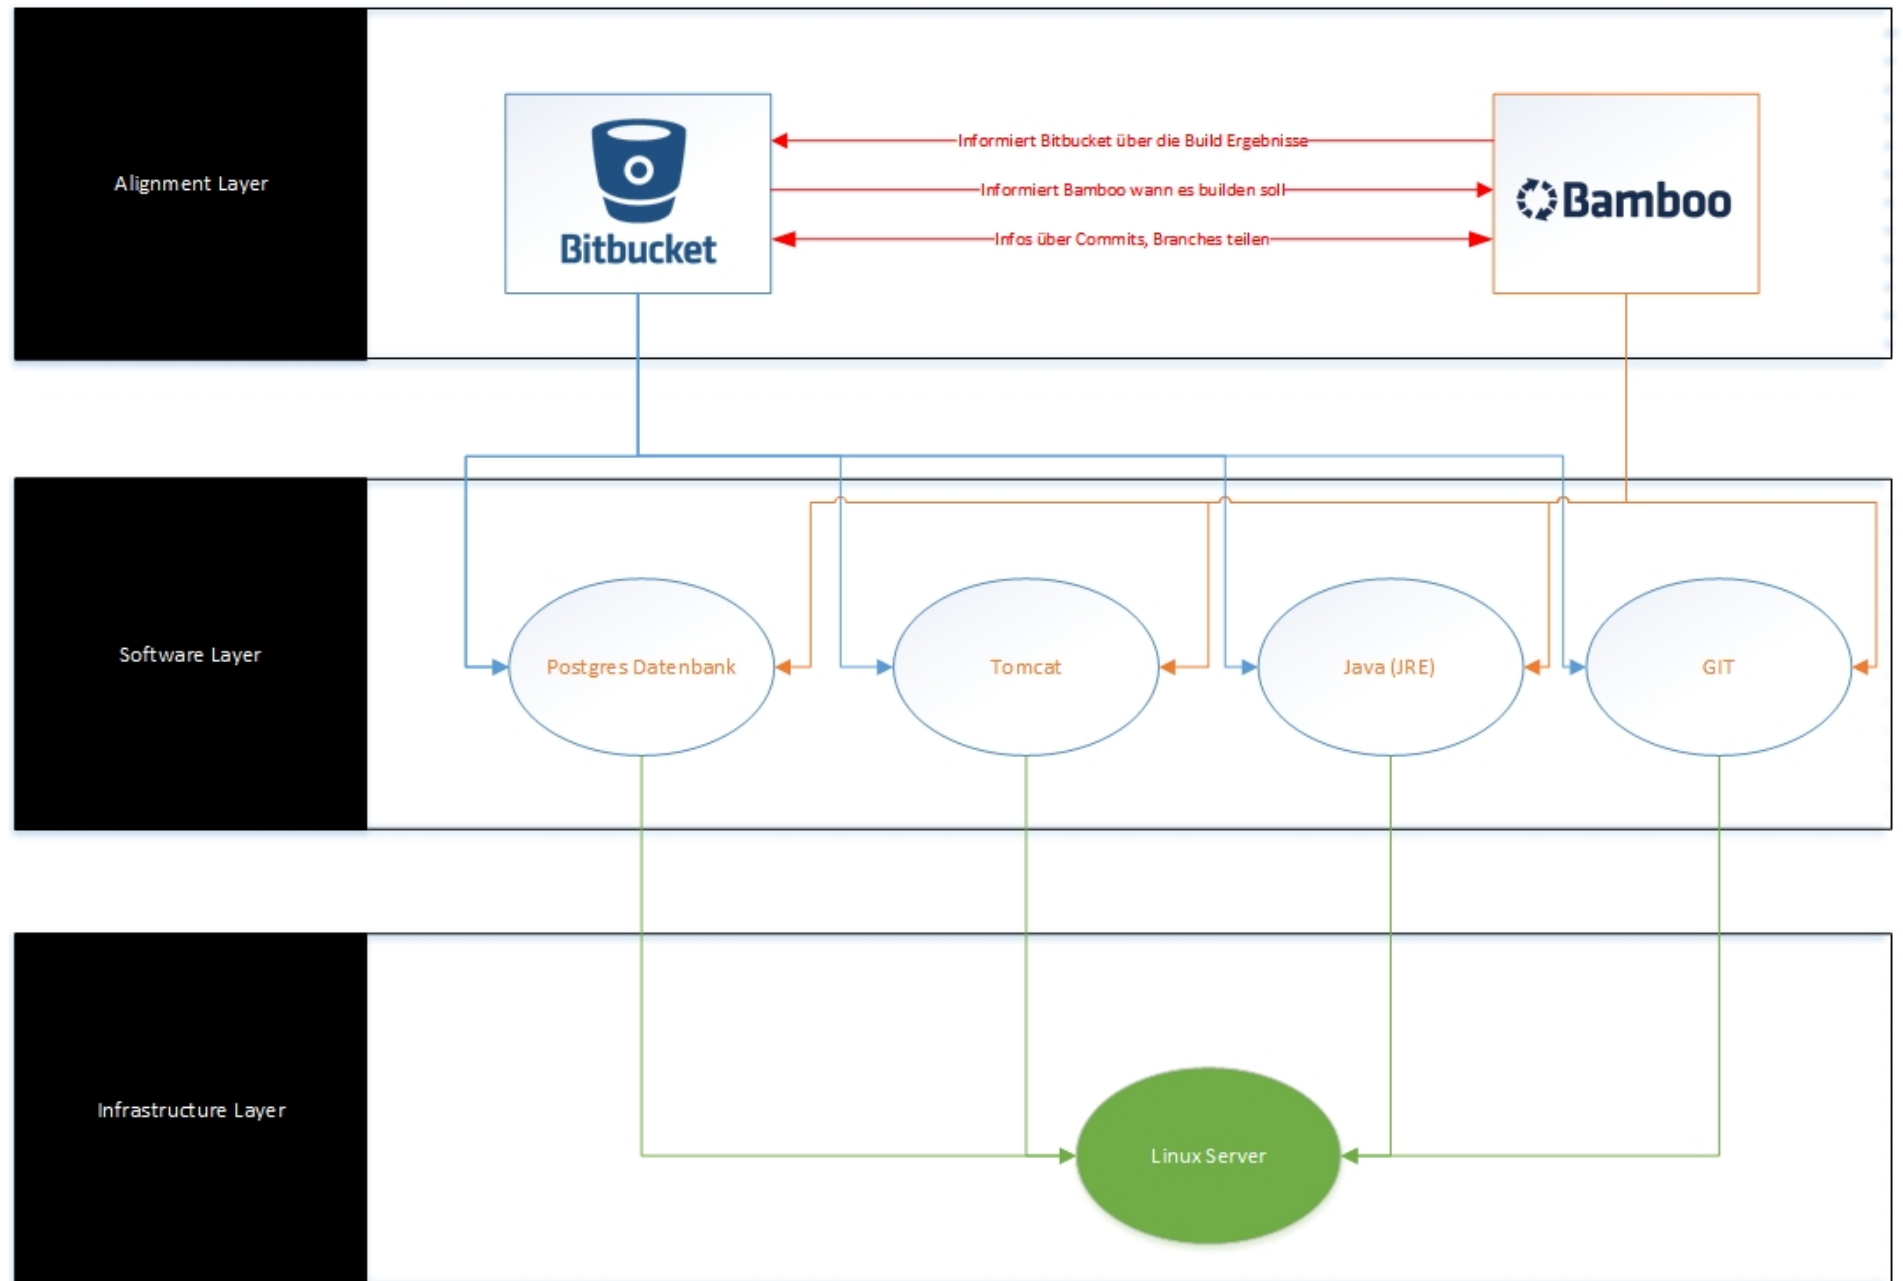 Alignment Layer
Bitbucket
Informiert Bitbucket über die Build Ergebnisse
Informiert Bamboo wann es builden soll
Infos über Commits, Branches teilen
Bamboo
Software Layer
Postgres Datenbank
Tomcat
Java (JRE)
GIT
Infrastructure Layer
Linux Server